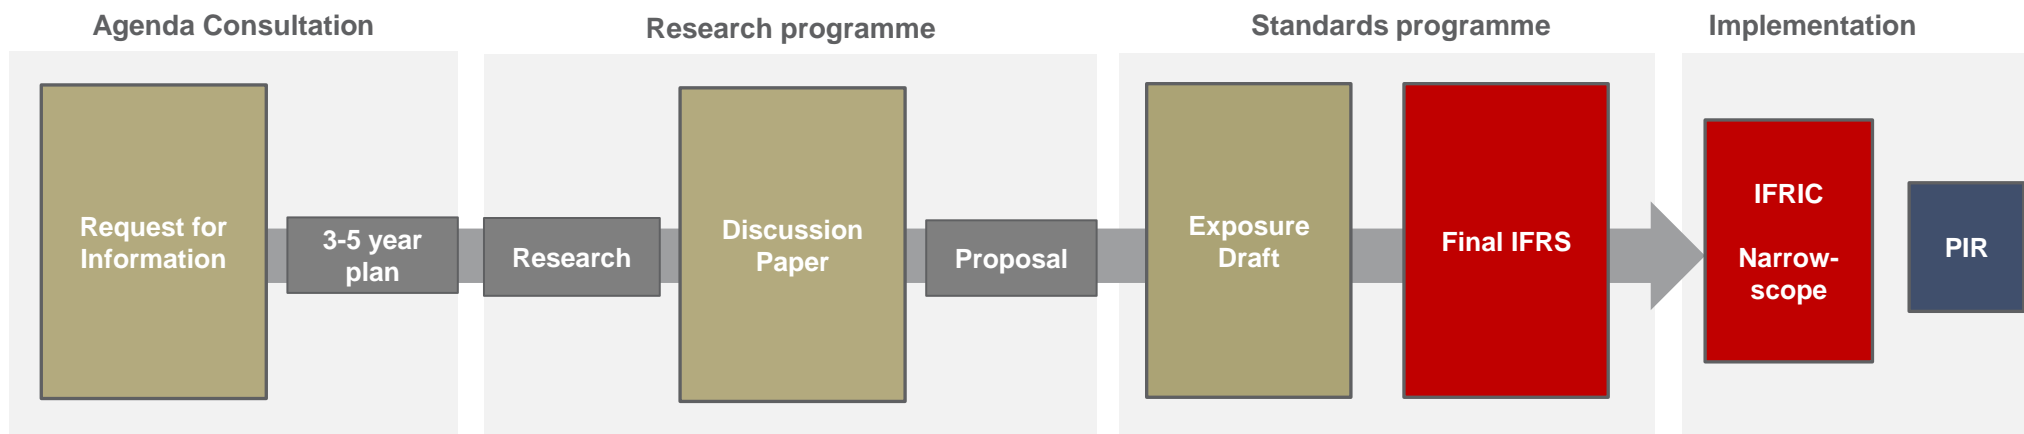 Agenda Consultation
Research programme
Standards programme
Implementation
Request for
Information
3-5 year
plan
Research
Discussion
Paper
Proposal
Exposure
Draft
Final IFRS
IFRIC
Narrow-
scope
PIR